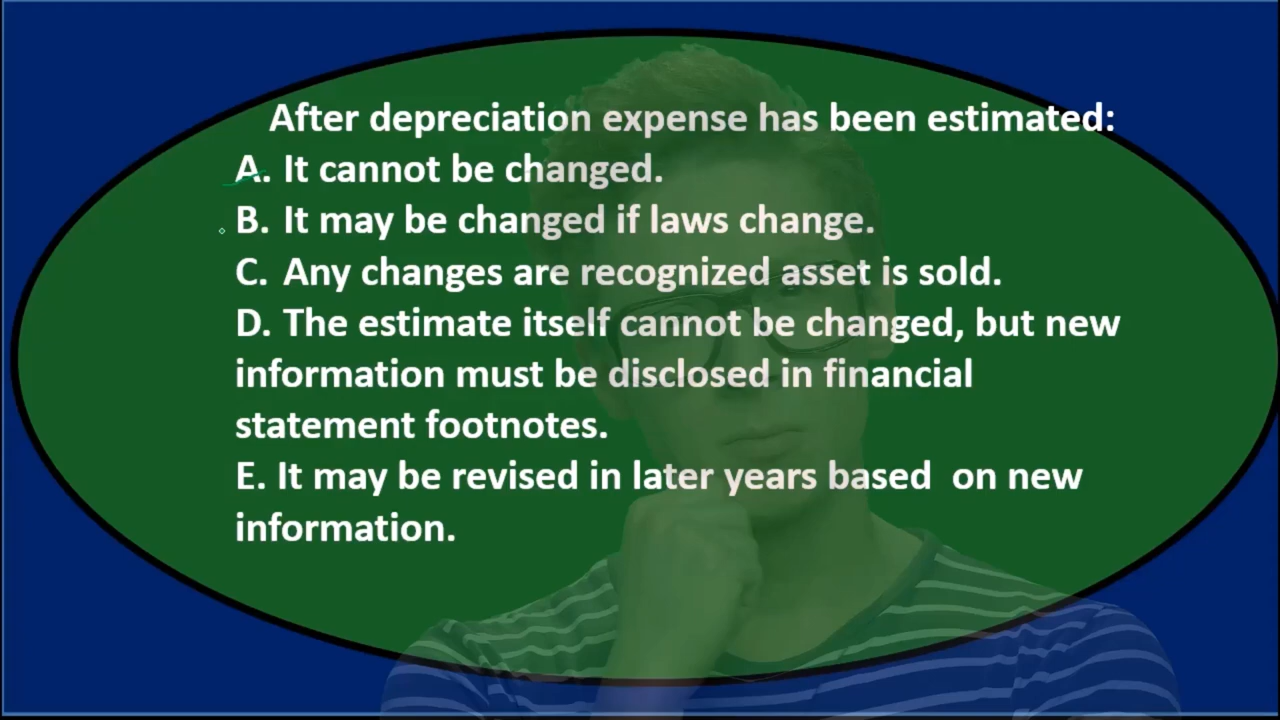 After depreciation expense has been estimated:
A. It cannot be changed.
B. It may be changed if laws change.
C. Any changes are recognized asset is sold.
D. The estimate itself cannot be changed, but new
information must be disclosed in financial
statement footnotes.
E. It may be revised in later years based on new
information.